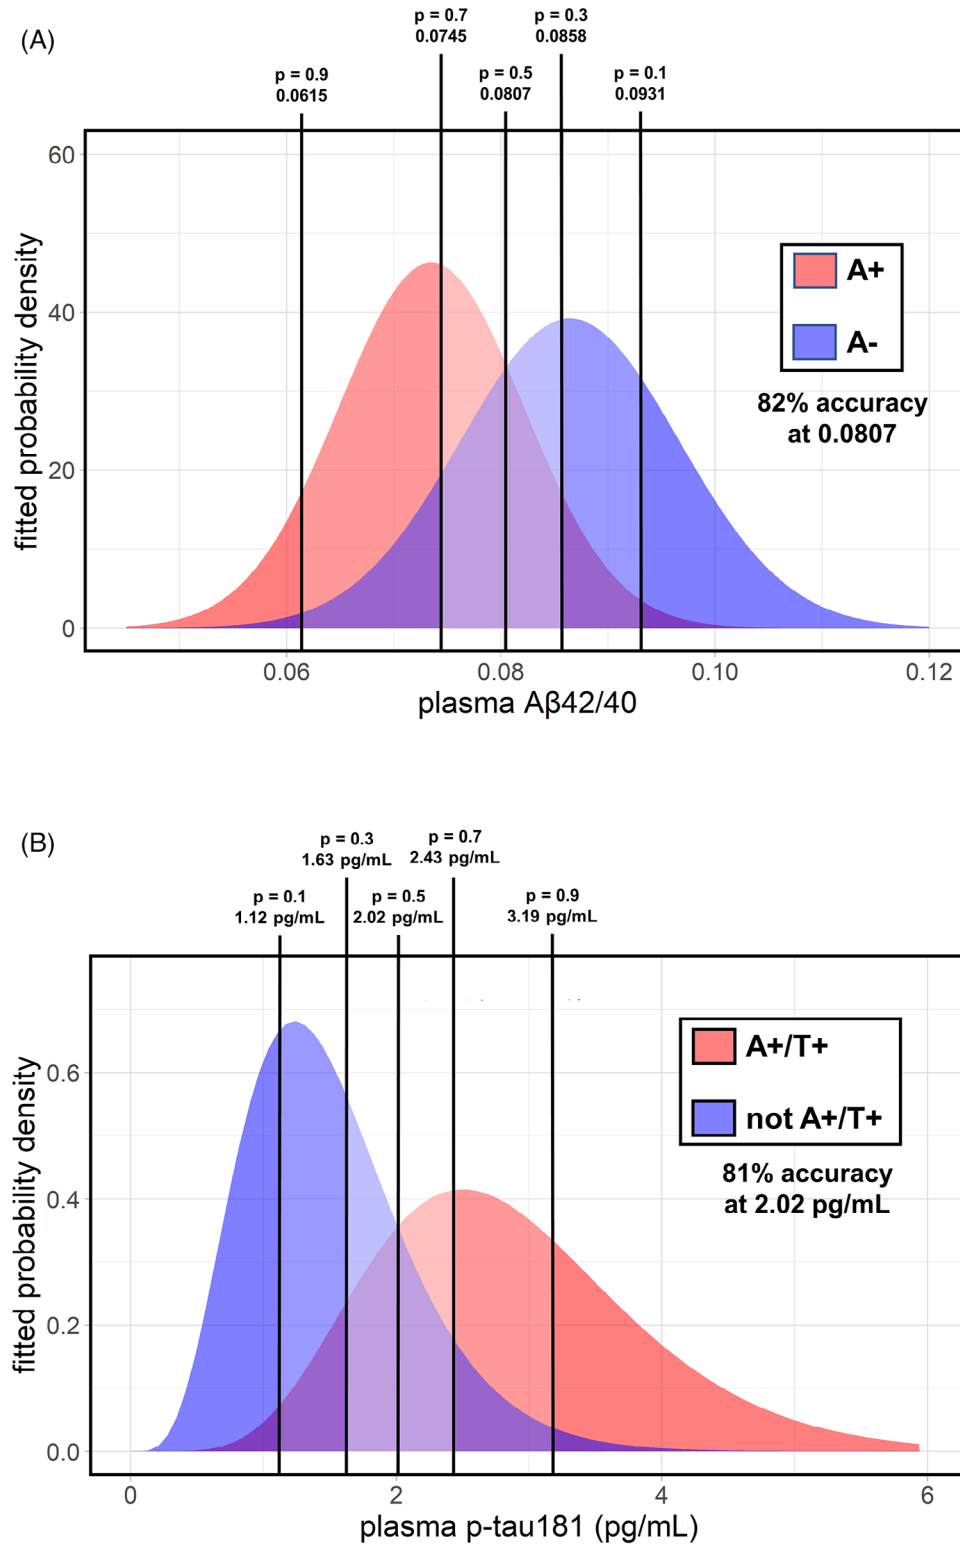 (A)
p = 0.7
0.0745
p = 0.3
0.0858
p = 0.9
0.0615
p = 0.5
0.0807
p = 0.1
0.0931
60
40
20
0
fitted probability density
A+
A-
82% accuracy
at 0.0807
0.06 0.08 0.10 0.12
plasma Aβ42/40
(B)
p = 0.3
1.63 pg/mL
p = 0.7
2.43 pg/mL
p = 0.1
1.12 pg/mL
p = 0.5
2.02 pg/mL
p = 0.9
3.19 pg/mL
0.6
0.4
0.2
0.0
fitted probability density
A+/T+
not A+/T+
81% accuracy
at 2.02 pg/mL
0 2 4 6
plasma p-tau181 (pg/mL)